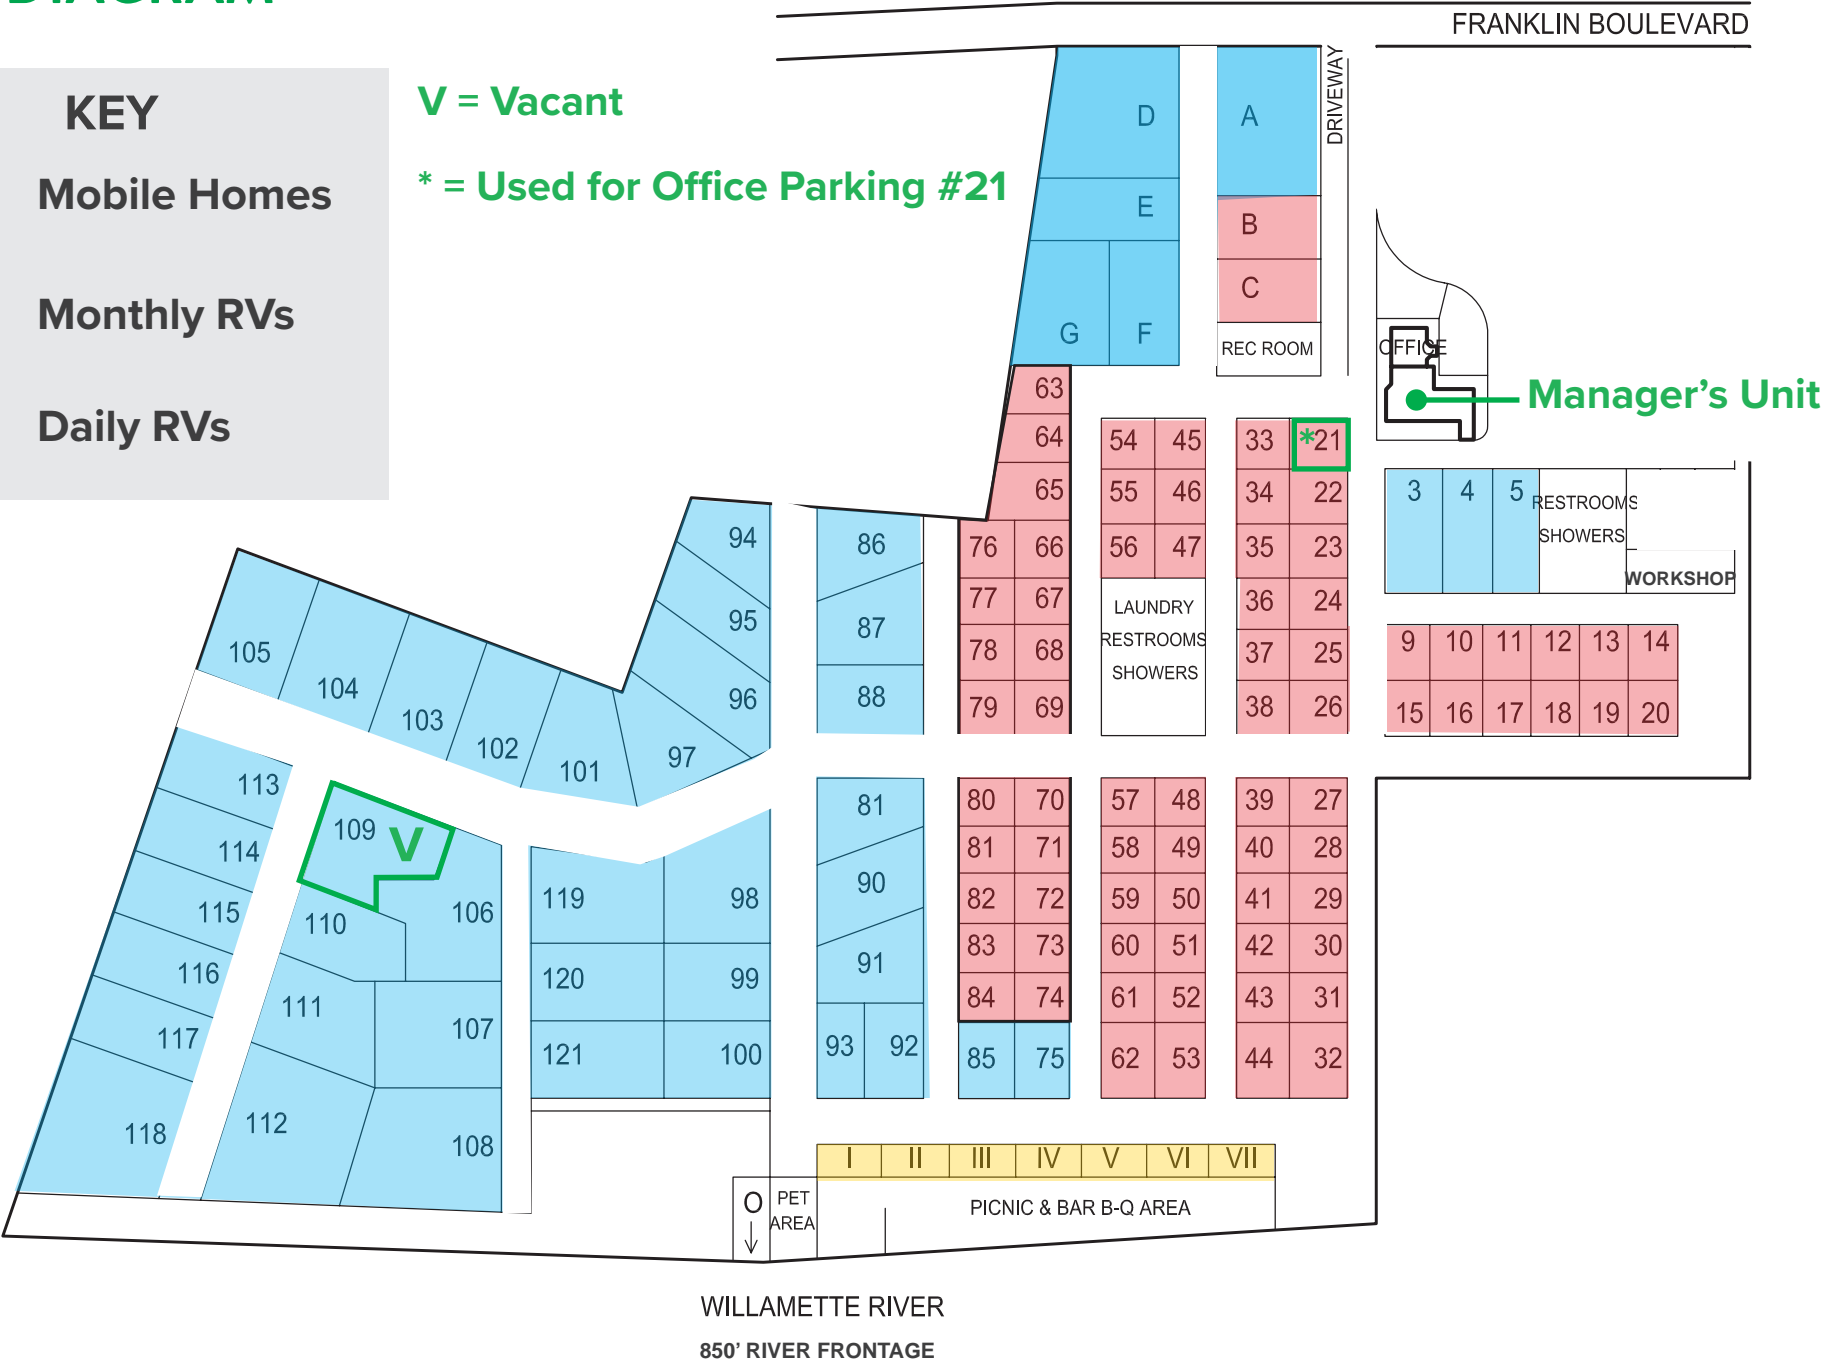 DIAGRAM
FRANKLIN BOULEVARD
KEY
Mobile Homes
Monthly RVs
Daily RVs
V = Vacant
* = Used for Office Parking #21
DRIVEWAY
D
A
E
B
C
G
F
REC ROOM
OFFICE
Manager’s Unit
63
64
65
54 45
55 46
56 47
33 *21
34 22
35 23
36 24
37 25
38 26
3 4 5
RESTROOMS
SHOWERS
WORKSHOP
LAUNDRY
RESTROOMS
SHOWERS
76 66
77 67
78 68
79 69
9 10 11 12 13 14
15 16 17 18 19 20
94
95
96
97
86
87
88
105
104
103
102
101
113
114
115
116
117
118
109 V
110
106
111
107
112
108
119 98
120 99
121 100
81
90
91
93 92
80 70
81 71
82 72
83 73
84 74
85 75
57 48
58 49
59 50
60 51
61 52
62 53
39 27
40 28
41 29
42 30
43 31
44 32
I II III IV V VI VII
O
PET
AREA
PICNIC & BAR B-Q AREA
WILLAMETTE RIVER
850’ RIVER FRONTAGE